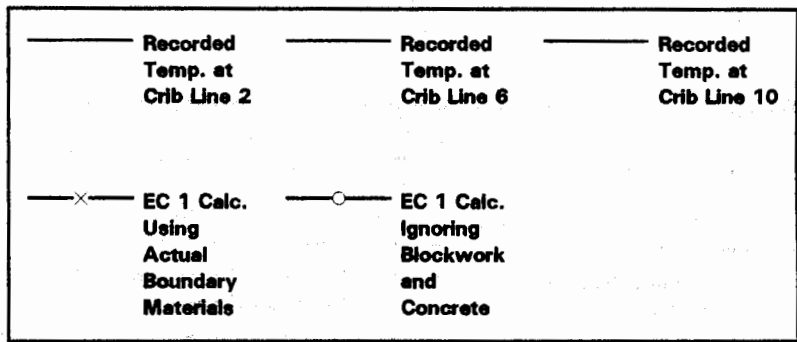 Recorded
Temp. at
Crib Line 2
Recorded
Temp. at
Crib Line 6
Recorded
Temp. at
Crib Line 10
EC 1 Calc.
Using
Actual
Boundary
Materials
EC 1 Calc.
Ignoring
Blockwork
and
Concrete